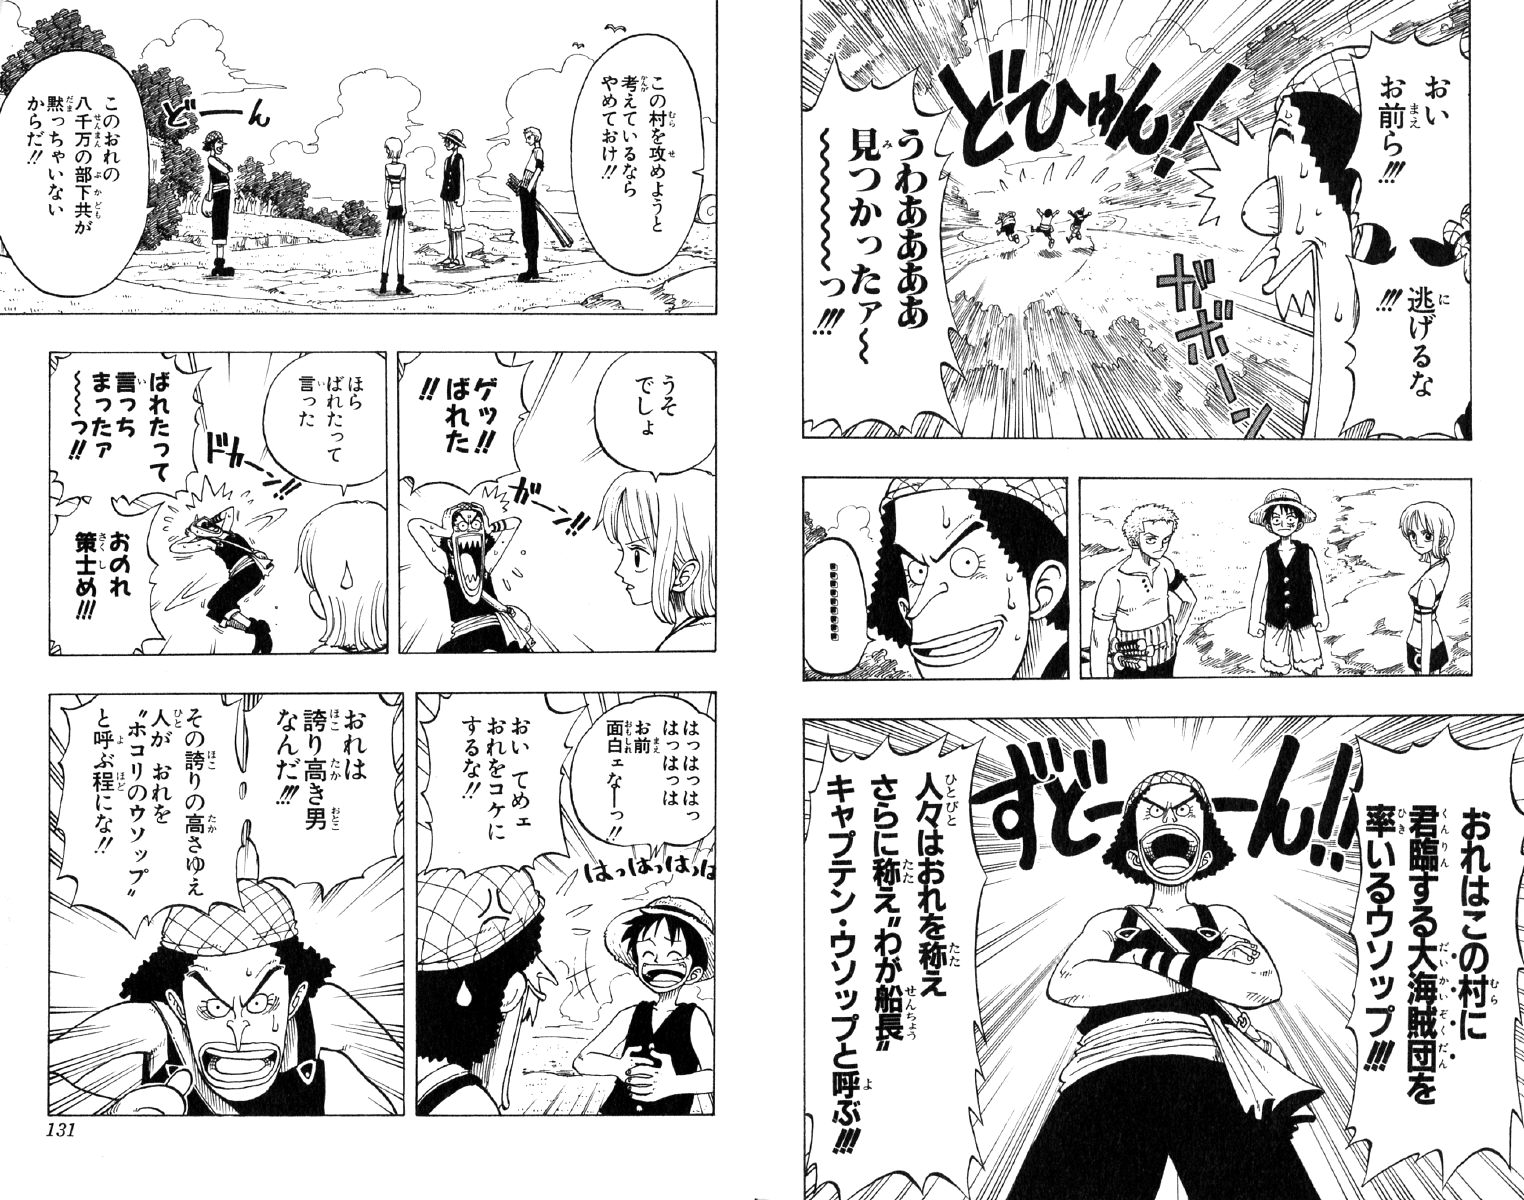 おい
お前ら!!!
逃げるな
!!!
どひゅん!
うわああああ
見つかったァ〜
〜〜〜〜っ!!!
ガボーン
………………
おれはこの村に
君臨する大海賊団を
率いるウソップ!!!
ずどーーーん!!
人々はおれを称え
さらに称え"わが船長"
キャプテン・ウソップと呼ぶ!!!
この村を攻めようと
考えているなら
やめておけ!!
どーーん
このおれの
八千万の部下共が
黙っちゃいない
からだ!!
うそ
でしょ
ゲッ!!
ばれた
!!
ガーン!!
ほら
ばれたって
言った
ドカーン!!
ばれたって
言っち
まったァ
〜〜〜っ!!
おのれ
策士め!!!
はっはっはっ
はっはっは
お前
面白ェなーっ!!
はっはっはっは
おい てめェ
おれをコケに
するな!!
おれは
誇り高き男
なんだ!!!
その誇りの高さゆえ
人が おれを
"ホコリのウソップ"
と呼ぶ程にな!!
131